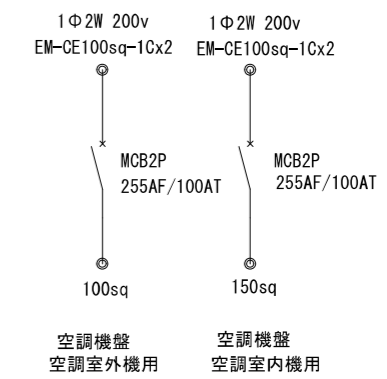 1Φ2W 200v
EM-CE100sq-1Cx2
MCB2P
255AF/100AT
100sq
空調機盤
空調室外機用
1Φ2W 200v
EM-CE100sq-1Cx2
MCB2P
255AF/100AT
150sq
空調機盤
空調室内機用